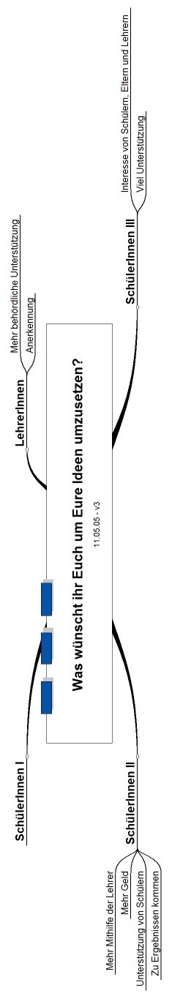 Was wünscht ihr Euch um Eure Ideen umzusetzen?
11.05.05 - v3
SchülerInnen I
LehrerInnen
Mehr behördliche Unterstützung
Anerkennung
SchülerInnen II
Mehr Mithilfe der Lehrer
Mehr Geld
Unterstützung von Schülern
Zu Ergebnissen kommen
SchülerInnen III
Interesse von Schülern, Eltern und Lehrern
Viel Unterstützung